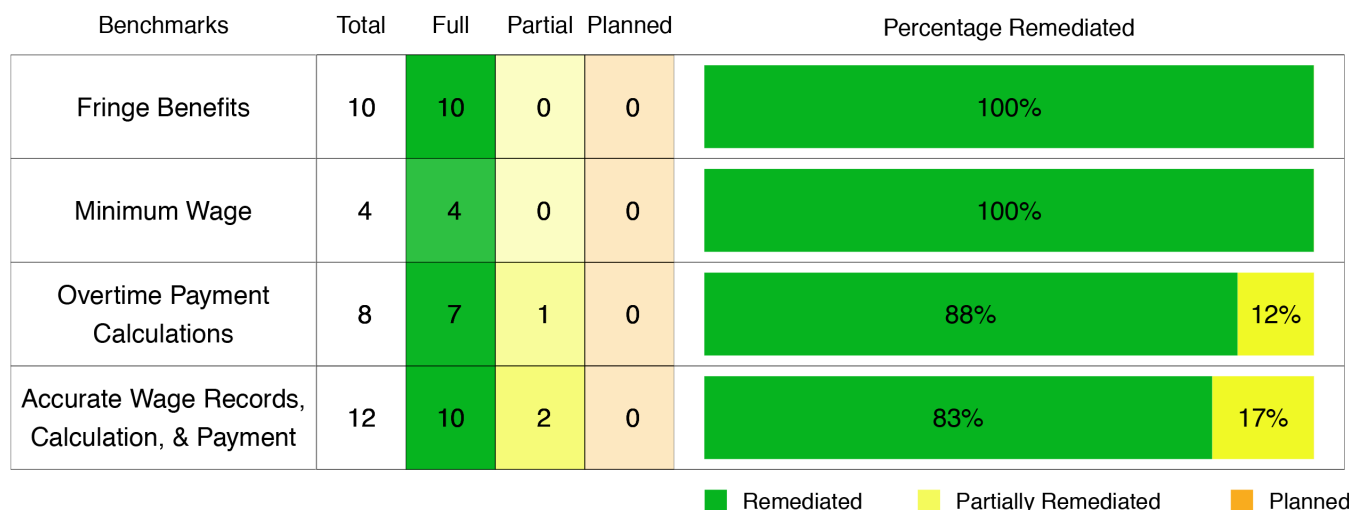 Benchmarks Total Full Partial Planned Percentage Remediated
Fringe Benefits 10 10 0 0 100%
Minimum Wage 4 4 0 0 100%
Overtime Payment
Calculations 8 7 1 0 88% 12%
Accurate Wage Records,
Calculation, & Payment 12 10 2 0 83% 17%
Remediated Partially Remediated Planned